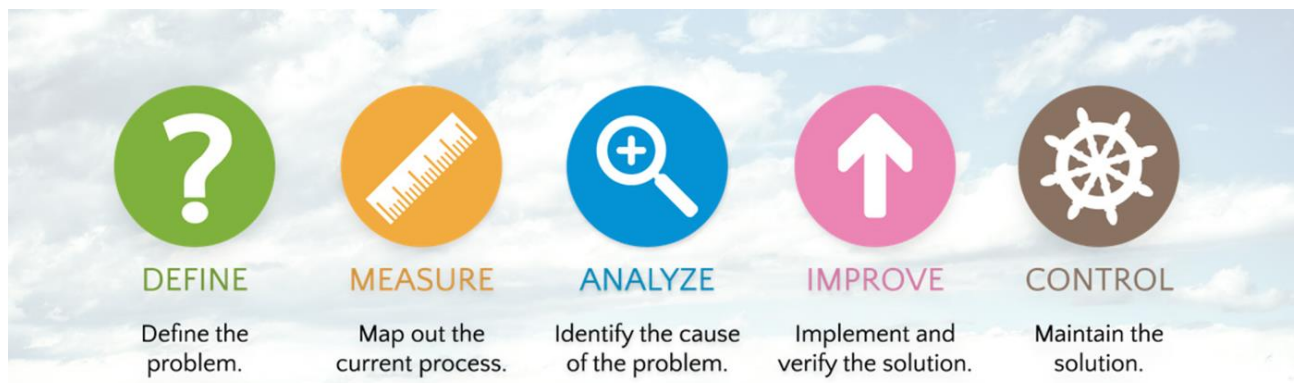 DEFINE
Define the
problem.
MEASURE
Map out the
current process.
ANALYZE
Identify the cause
of the problem.
IMPROVE
Implement and
verify the solution.
CONTROL
Maintain the
solution.